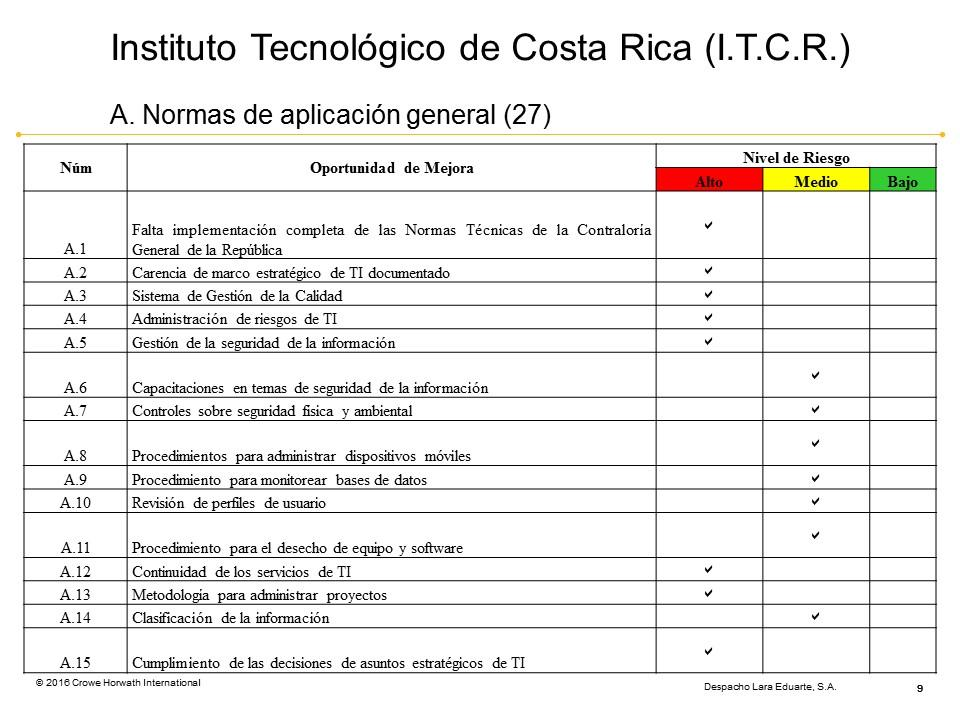 Instituto Tecnológico de Costa Rica (I.T.C.R.)
A. Normas de aplicación general (27)
Núm Oportunidad de Mejora Nivel de Riesgo
Alto Medio Bajo
A.1 Falta implementación completa de las Normas Técnicas de la Contraloria
General de la República
A.2 Carencia de marco estratégico de TI documentado
A.3 Sistema de Gestión de la Calidad
A.4 Administración de riesgos de TI
A.5 Gestión de la seguridad de la información
A.6 Capacitaciones en temas de seguridad de la información
A.7 Controles sobre seguridad física y ambiental
A.8 Procedimientos para administrar dispositivos móviles
A.9 Procedimiento para monitorear bases de datos
A.10 Revisión de perfiles de usuario
A.11 Procedimiento para el desecho de equipo y software
A.12 Continuidad de los servicios de TI
A.13 Metodología para administrar proyectos
A.14 Clasificación de la información
A.15 Cumplimiento de las decisiones de asuntos estratégicos de TI
© 2016 Crowe Horwath International
Despacho Lara Eduarte, S.A.
9